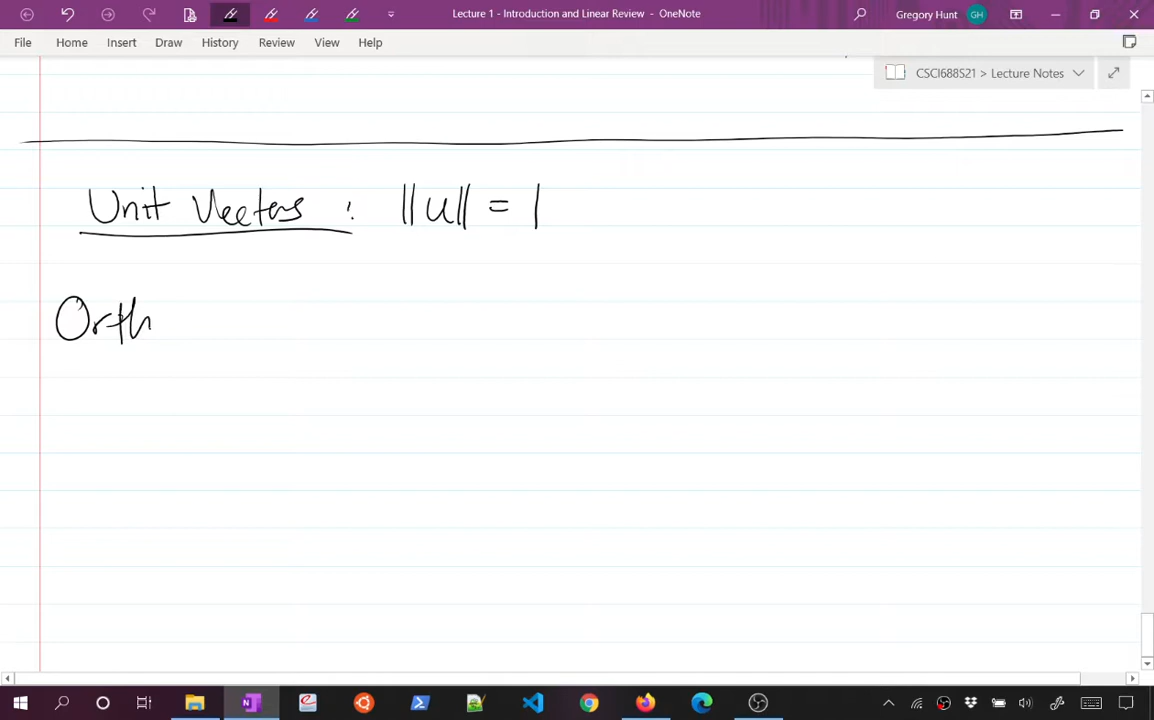 Lecture 1 - Introduction and Linear Review - OneNote
Gregory Hunt GH
File Home Insert Draw History Review View Help
CSCI688S21 > Lecture Notes
Unit Vectors : ||u|| = 1
Orth